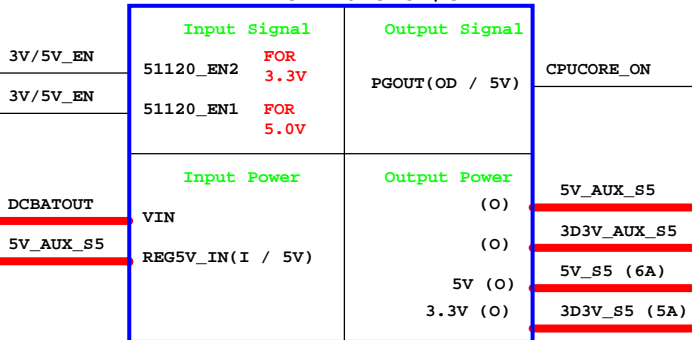 Input Signal
Output Signal
3V/5V_EN
51120_EN2
FOR
3.3V
PGOUT(OD / 5V)
CPUCORE_ON
3V/5V_EN
51120_EN1
FOR
5.0V
Input Power
Output Power
DCBATOUT
VIN
(O)
5V_AUX_S5
5V_AUX_S5
REG5V_IN(I / 5V)
(O)
3D3V_AUX_S5
5V (O)
5V_S5 (6A)
3.3V (O)
3D3V_S5 (5A)